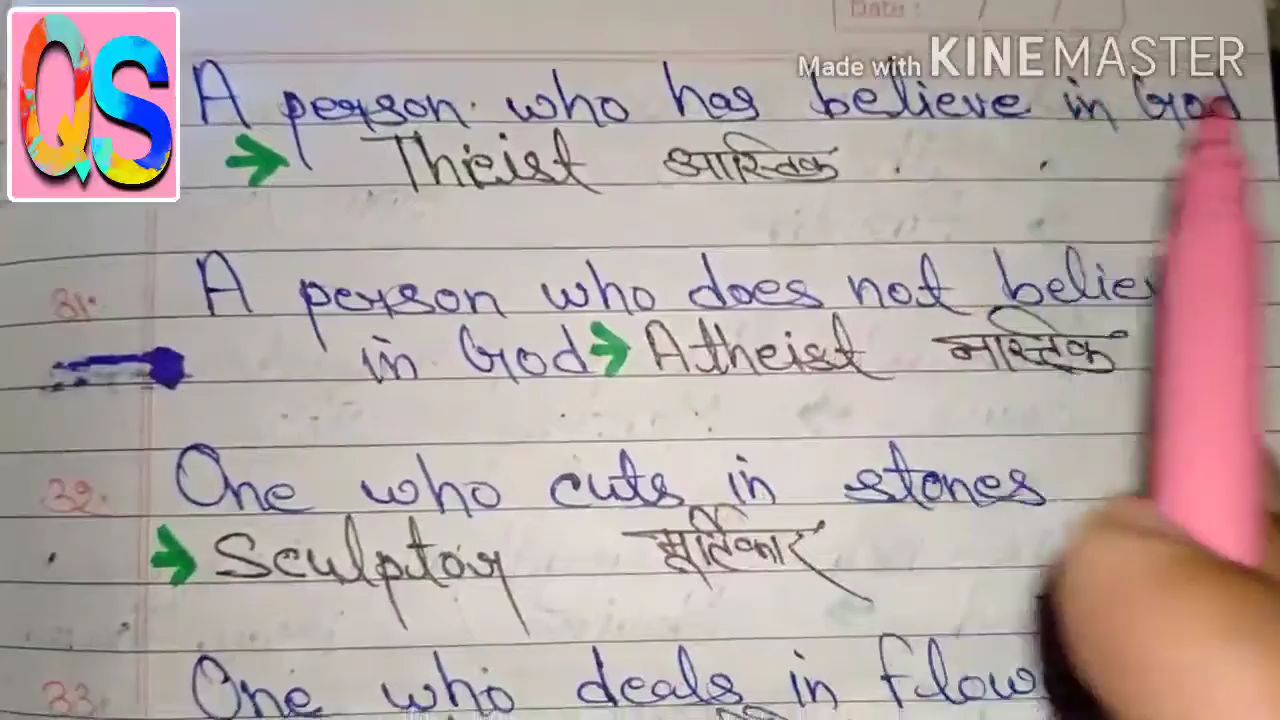 QS
Date : / /
Made with KINEMASTER
A person who has believe in God
Theist आस्तिक
31. A person who does not believe
in God Atheist नास्तिक
32. One who cuts in stones
Sculptor मूर्तिकार
33. One who deals in flow